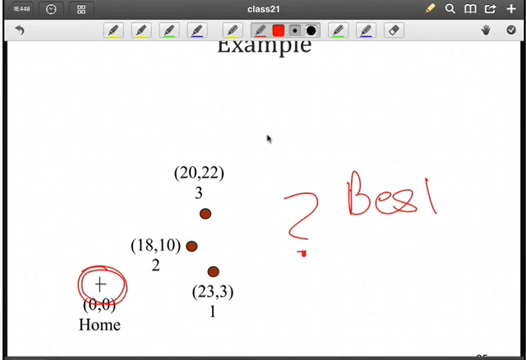 IE448
class21
Example
(20,22)
3
? Best
(18,10)
2
(23,3)
1
(0,0)
Home